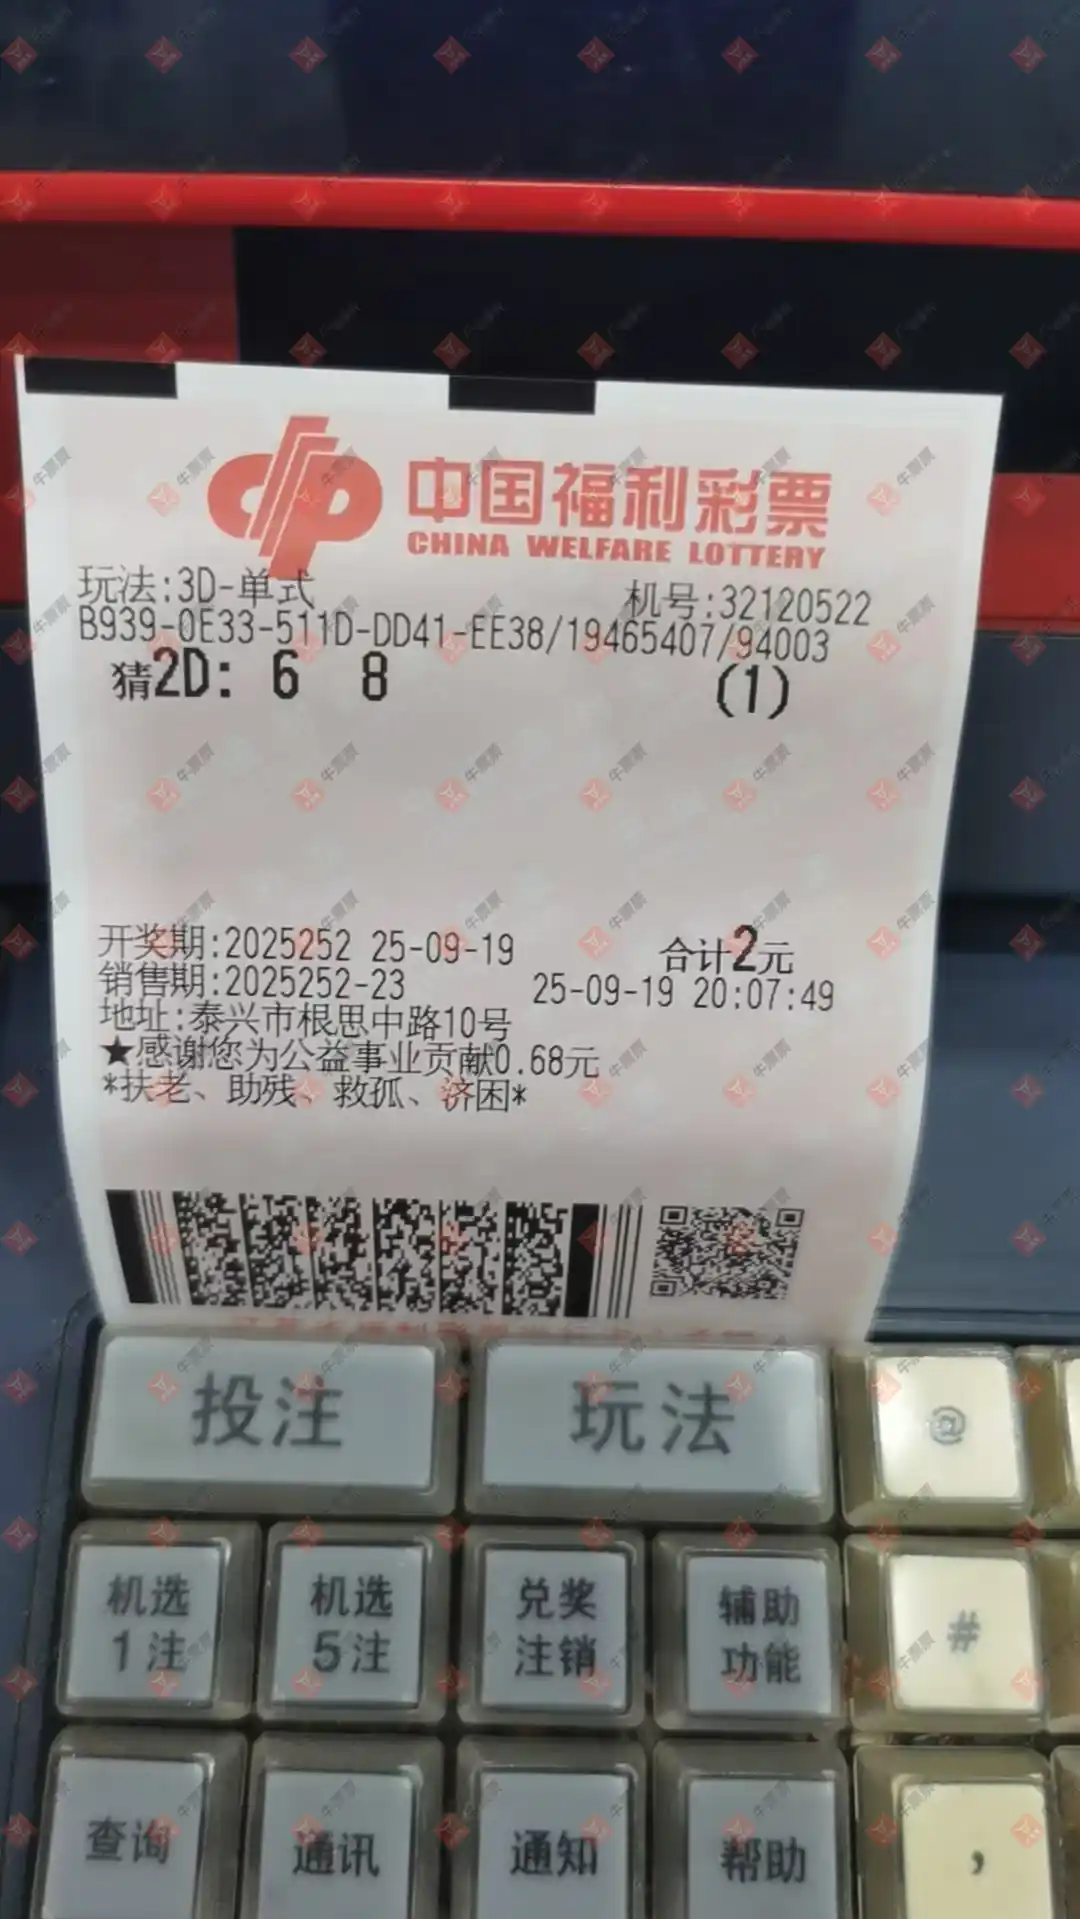 中国福利彩票
CHINA WELFARE LOTTERY
玩法:3D-单式
机号:32120522
B939-0E33-511D-DD41-EE38/19465407/94003
猜2D: 6 8 (1)
开奖期:2025252 25-09-19
合计2元
销售期:2025252-23
25-09-19 20:07:49
地址:泰兴市根思中路10号
★感谢您为公益事业贡献0.68元
*扶老、助残、救孤、济困*
投注
玩法
@
机选
1注
机选
5注
兑奖
注销
辅助
功能
#
查询
通讯
通知
帮助
,
牛票票